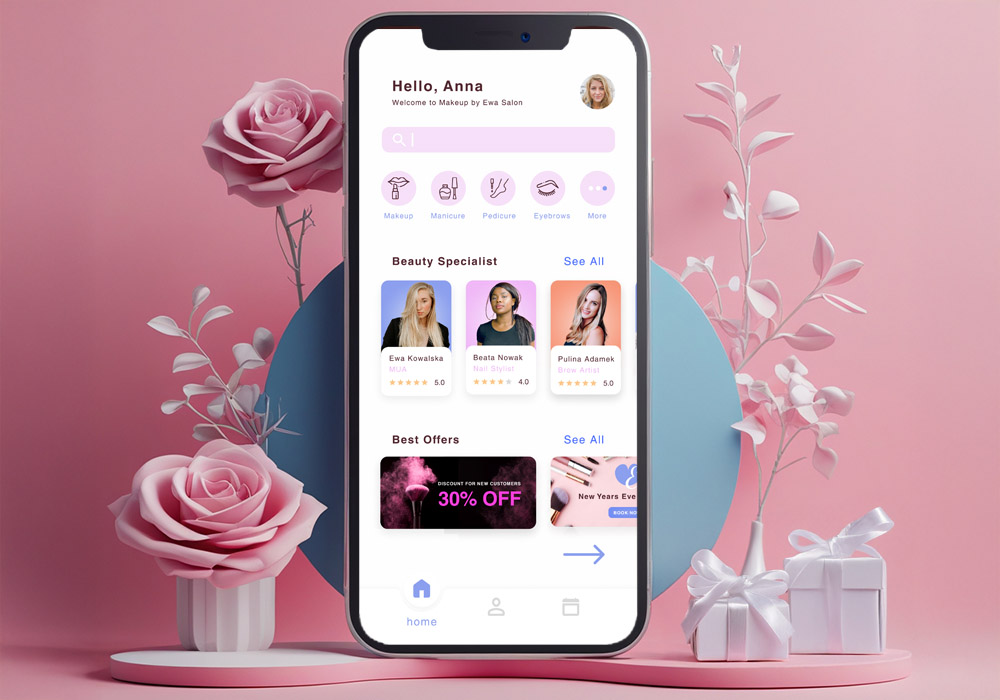 Hello, Anna
Welcome to Makeup by Ewa Salon
Makeup
Manicure
Pedicure
Eyebrows
More
Beauty Specialist
See All
Ewa Kowalska
MUA
5.0
Beata Nowak
Nail Stylist
4.0
Pulina Adamek
Brow Artist
5.0
Best Offers
See All
DISCOUNT FOR NEW CUSTOMERS
30% OFF
New Years Eve
BOOK NO
home